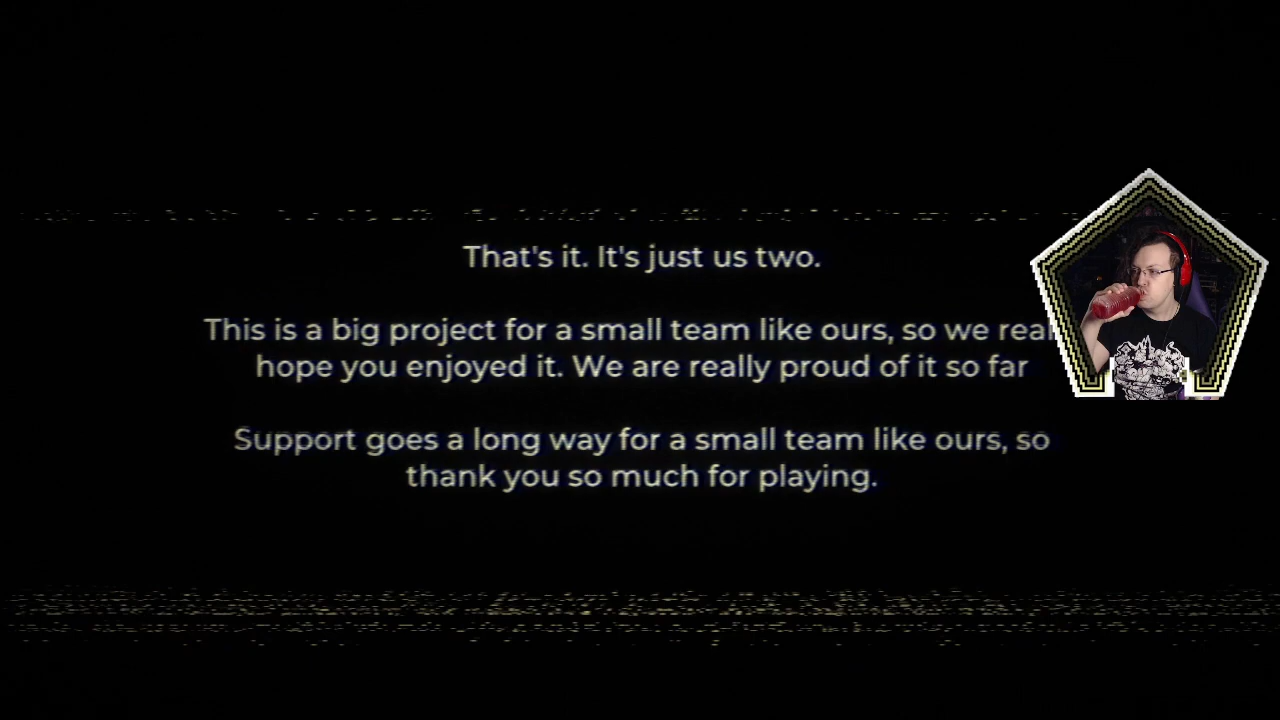 That's it. It's just us two.
This is a big project for a small team like ours, so we
hope you enjoyed it. We are really proud of it so far
Support goes a long way for a small team like ours, so
thank you so much for playing.